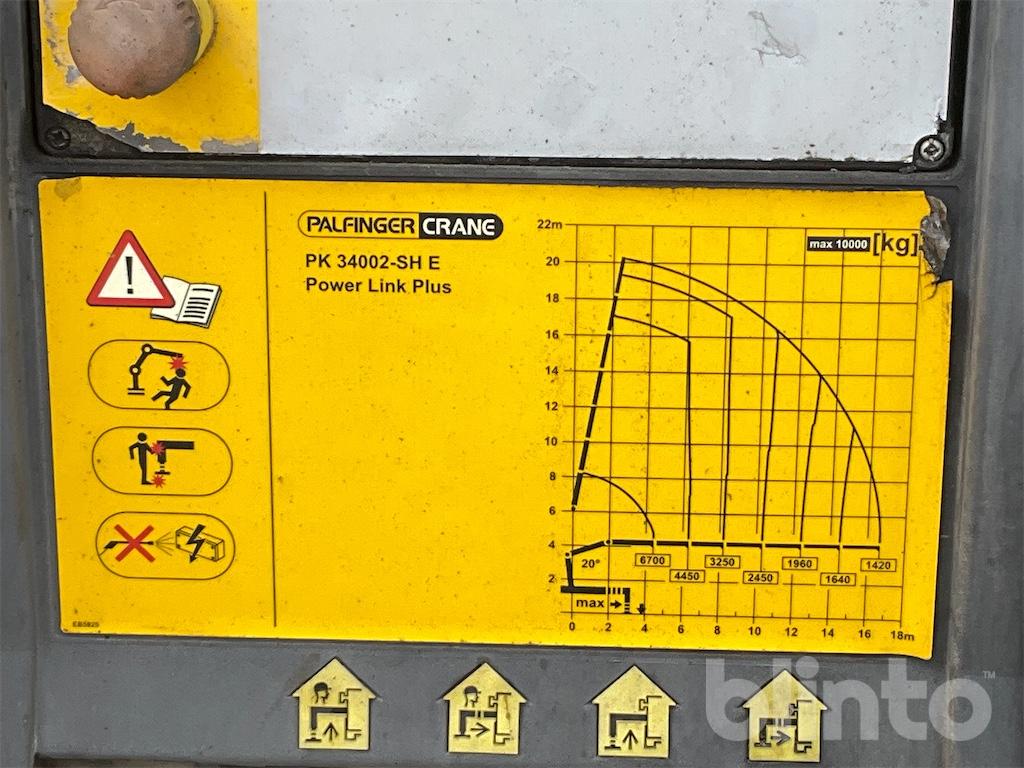 PALFINGER CRANE
PK 34002-SH E
Power Link Plus
22m
max 10000 [kg]
20
18
16
14
12
10
8
6
4
2
20°
6700
4450
3250
2450
1960
1640
1420
max
0 2 4 6 8 10 12 14 16 18m
EB5825
blinto™